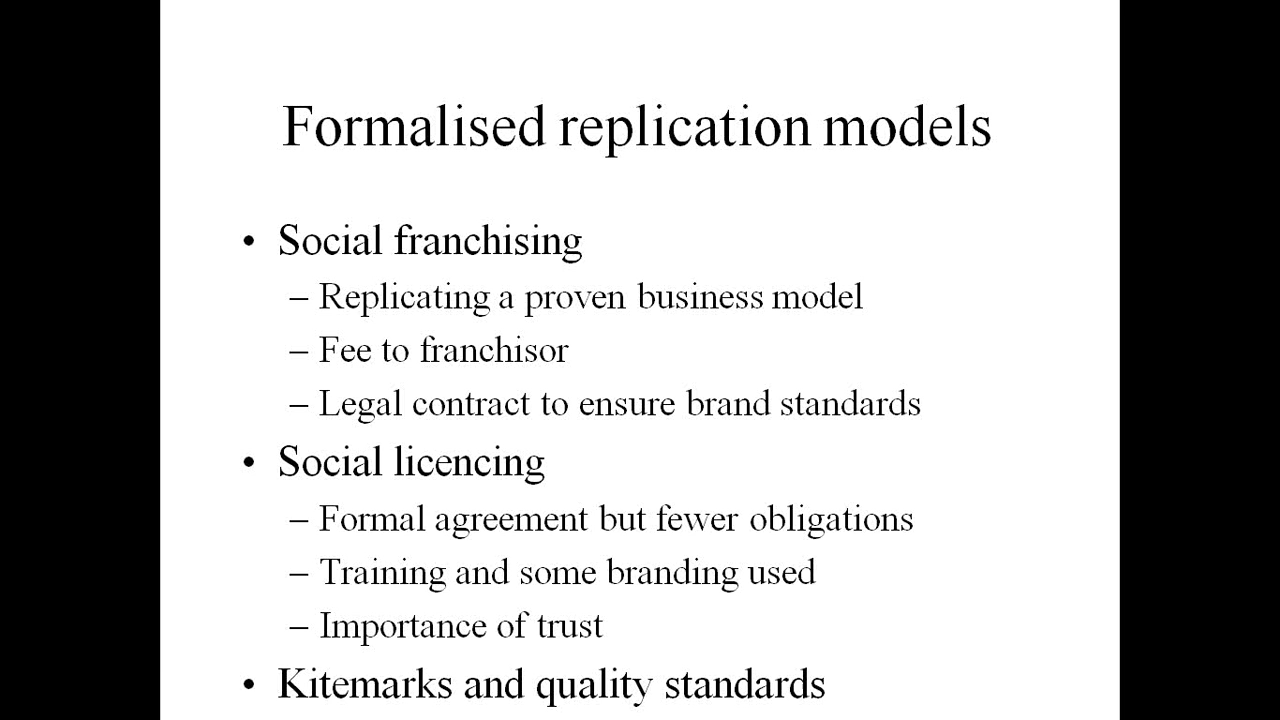 Formalised replication models
• Social franchising
– Replicating a proven business model
– Fee to franchisor
– Legal contract to ensure brand standards
• Social licencing
– Formal agreement but fewer obligations
– Training and some branding used
– Importance of trust
• Kitemarks and quality standards